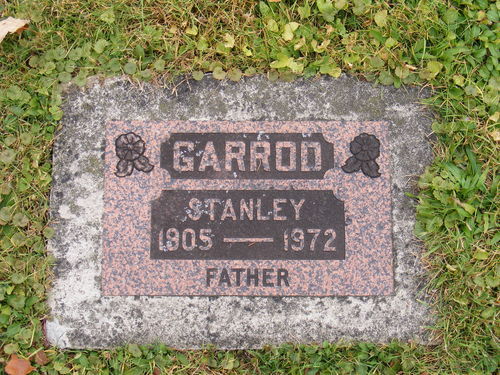 GARROD
STANLEY
1905 — 1972
FATHER